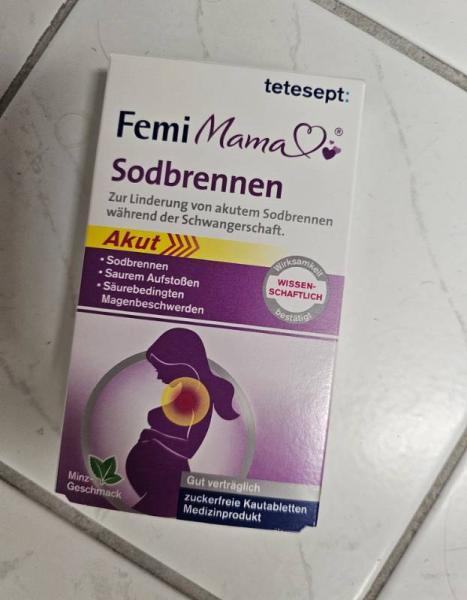 tetesept:
Femi Mama®
Sodbrennen
Zur Linderung von akutem Sodbrennen
während der Schwangerschaft.
Akut
• Sodbrennen
• Saurem Aufstoßen
• Säurebedingten
Magenbeschwerden
Wirksamkeit
WISSEN-
SCHAFTLICH
bestätigt
Minz-
Geschmack
Gut verträglich
zuckerfreie Kautabletten
Medizinprodukt